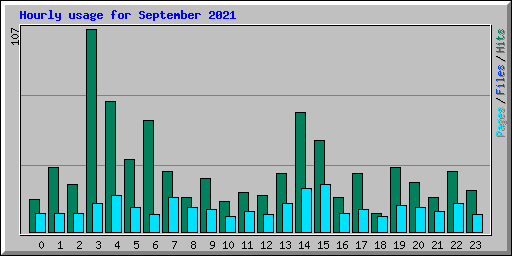 Hourly usage for September 2021
107
Pages/Files/Hits
0 1 2 3 4 5 6 7 8 9 10 11 12 13 14 15 16 17 18 19 20 21 22 23